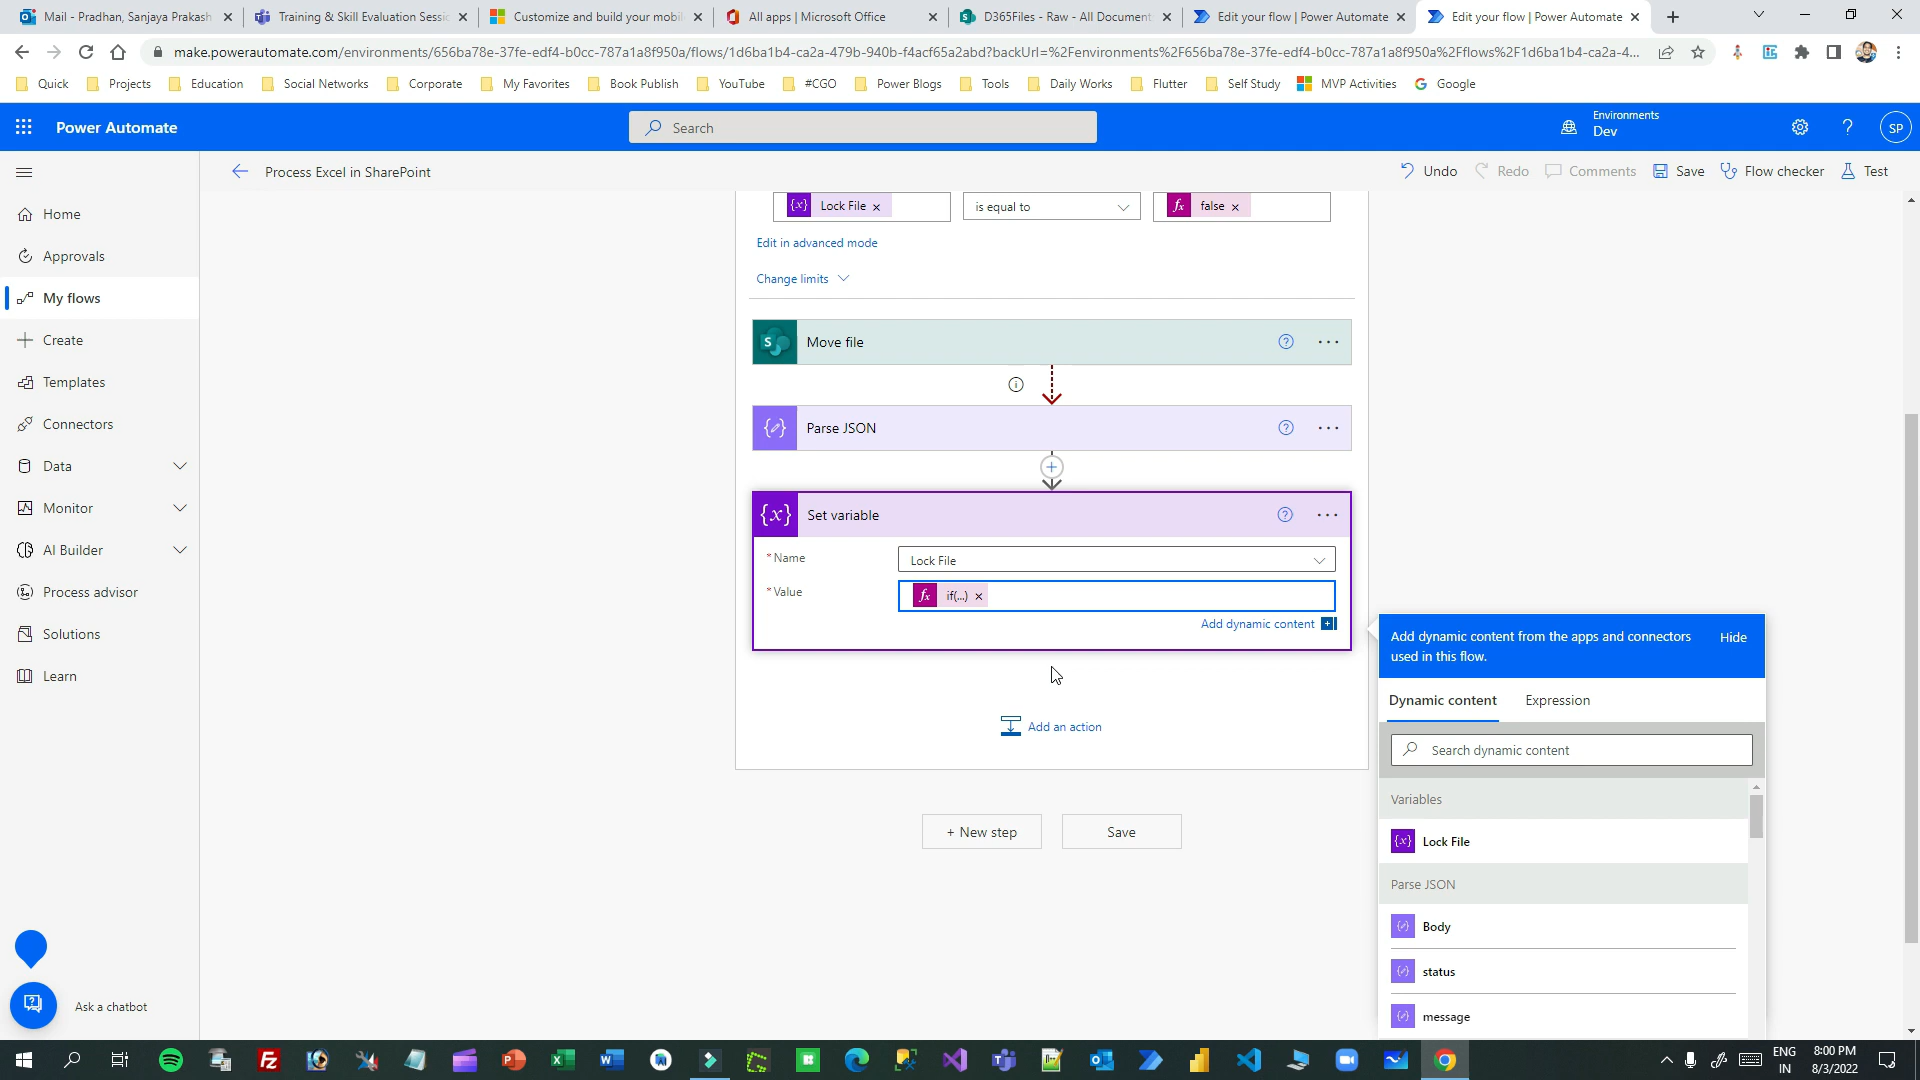 Mail - Pradhan, Sanjaya Prakash
Training & Skill Evaluation Sessio
Customize and build your mobil
All apps | Microsoft Office
D365Files - Raw - All Document
Edit your flow | Power Automate
Edit your flow | Power Automate
make.powerautomate.com/environments/656ba78e-37fe-edf4-b0cc-787a1a8f950a/flows/1d6ba1b4-ca2a-479b-940b-f4acf65a2abd?backUrl=%2Fenvironments%2F656ba78e-37fe-edf4-b0cc-787a1a8f950a%2Fflows%2F1d6ba1b4-ca2a-4...
Quick
Projects
Education
Social Networks
Corporate
My Favorites
Book Publish
YouTube
#CGO
Power Blogs
Tools
Daily Works
Flutter
Self Study
MVP Activities
Google
Power Automate
Search
Environments
Dev
SP
Process Excel in SharePoint
Undo
Redo
Comments
Save
Flow checker
Test
Home
Approvals
My flows
Create
Templates
Connectors
Data
Monitor
AI Builder
Process advisor
Solutions
Learn
Ask a chatbot
Lock File
is equal to
false
Edit in advanced mode
Change limits
Move file
Parse JSON
Set variable
* Name
Lock File
* Value
if(...)
Add dynamic content
Add an action
+ New step
Save
Add dynamic content from the apps and connectors
used in this flow.
Hide
Dynamic content
Expression
Search dynamic content
Variables
Lock File
Parse JSON
Body
status
message
ENG
IN
8:00 PM
8/3/2022